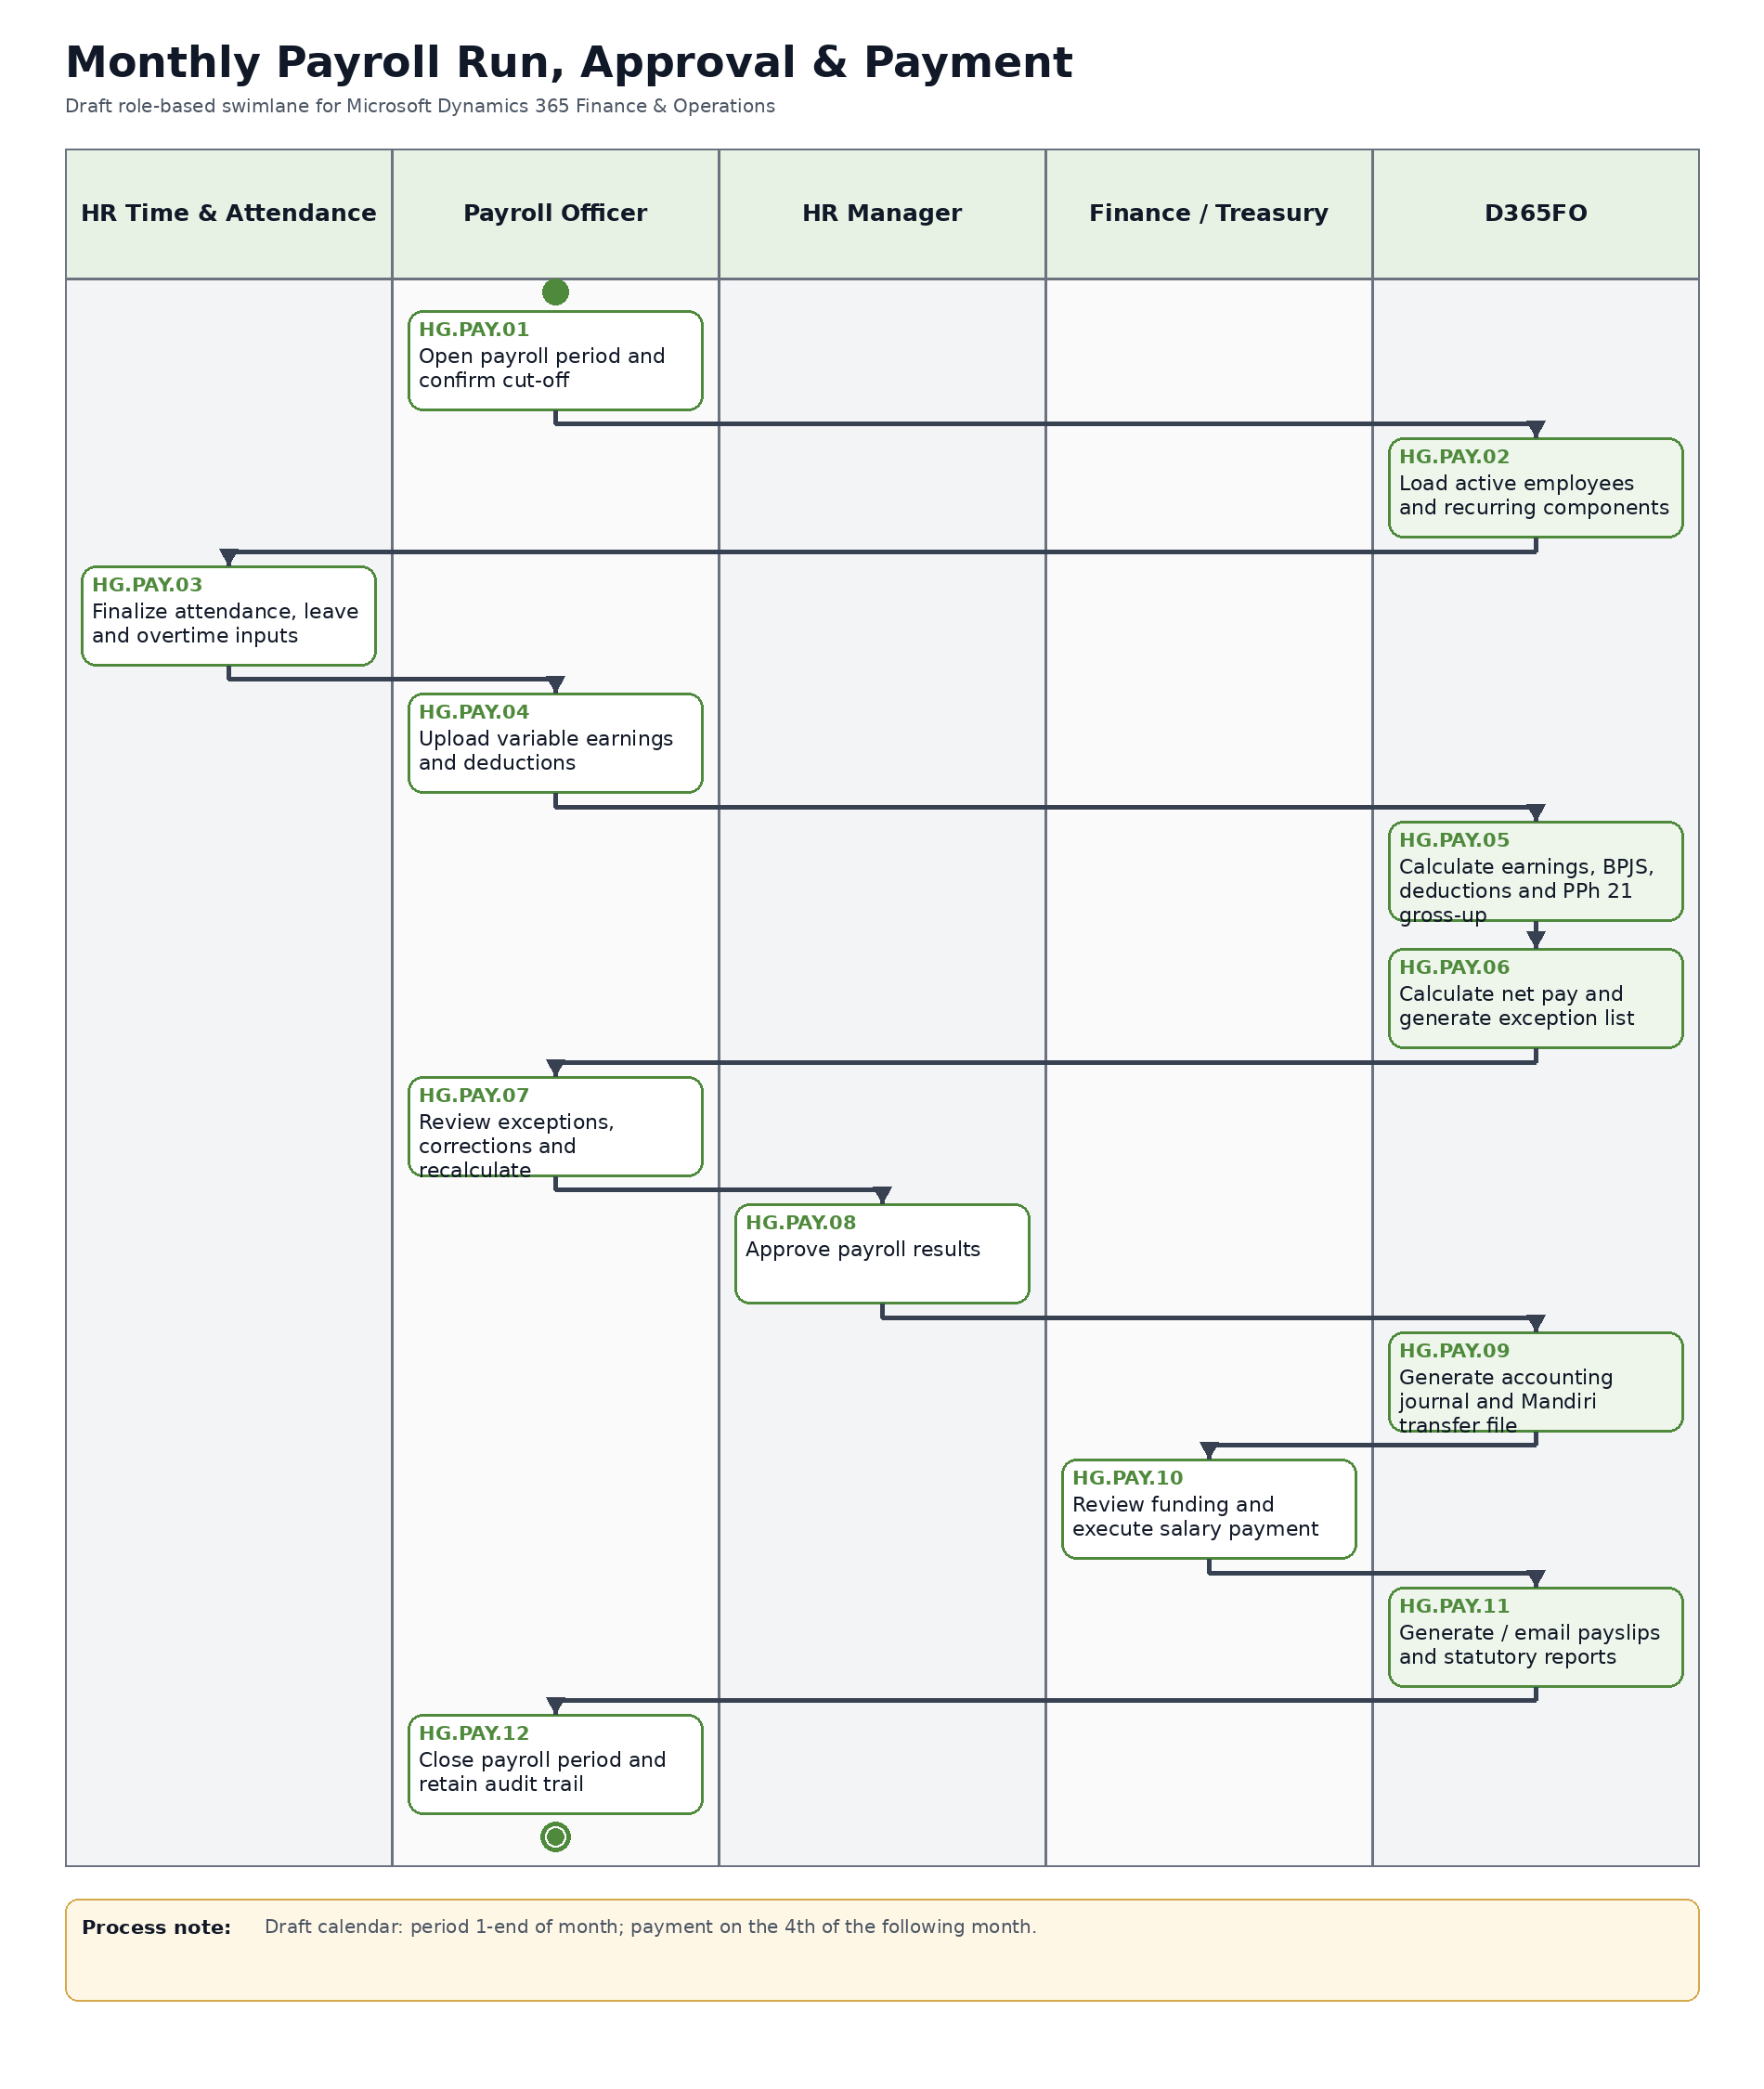 Monthly Payroll Run, Approval & Payment
Draft role-based swimlane for Microsoft Dynamics 365 Finance & Operations
HR Time & Attendance
Payroll Officer
HR Manager
Finance / Treasury
D365FO
HG.PAY.01
Open payroll period and
confirm cut-off
HG.PAY.02
Load active employees
and recurring components
HG.PAY.03
Finalize attendance, leave
and overtime inputs
HG.PAY.04
Upload variable earnings
and deductions
HG.PAY.05
Calculate earnings, BPJS,
deductions and PPh 21
gross-up
HG.PAY.06
Calculate net pay and
generate exception list
HG.PAY.07
Review exceptions,
corrections and
recalculate
HG.PAY.08
Approve payroll results
HG.PAY.09
Generate accounting
journal and Mandiri
transfer file
HG.PAY.10
Review funding and
execute salary payment
HG.PAY.11
Generate / email payslips
and statutory reports
HG.PAY.12
Close payroll period and
retain audit trail
Process note: Draft calendar: period 1-end of month; payment on the 4th of the following month.